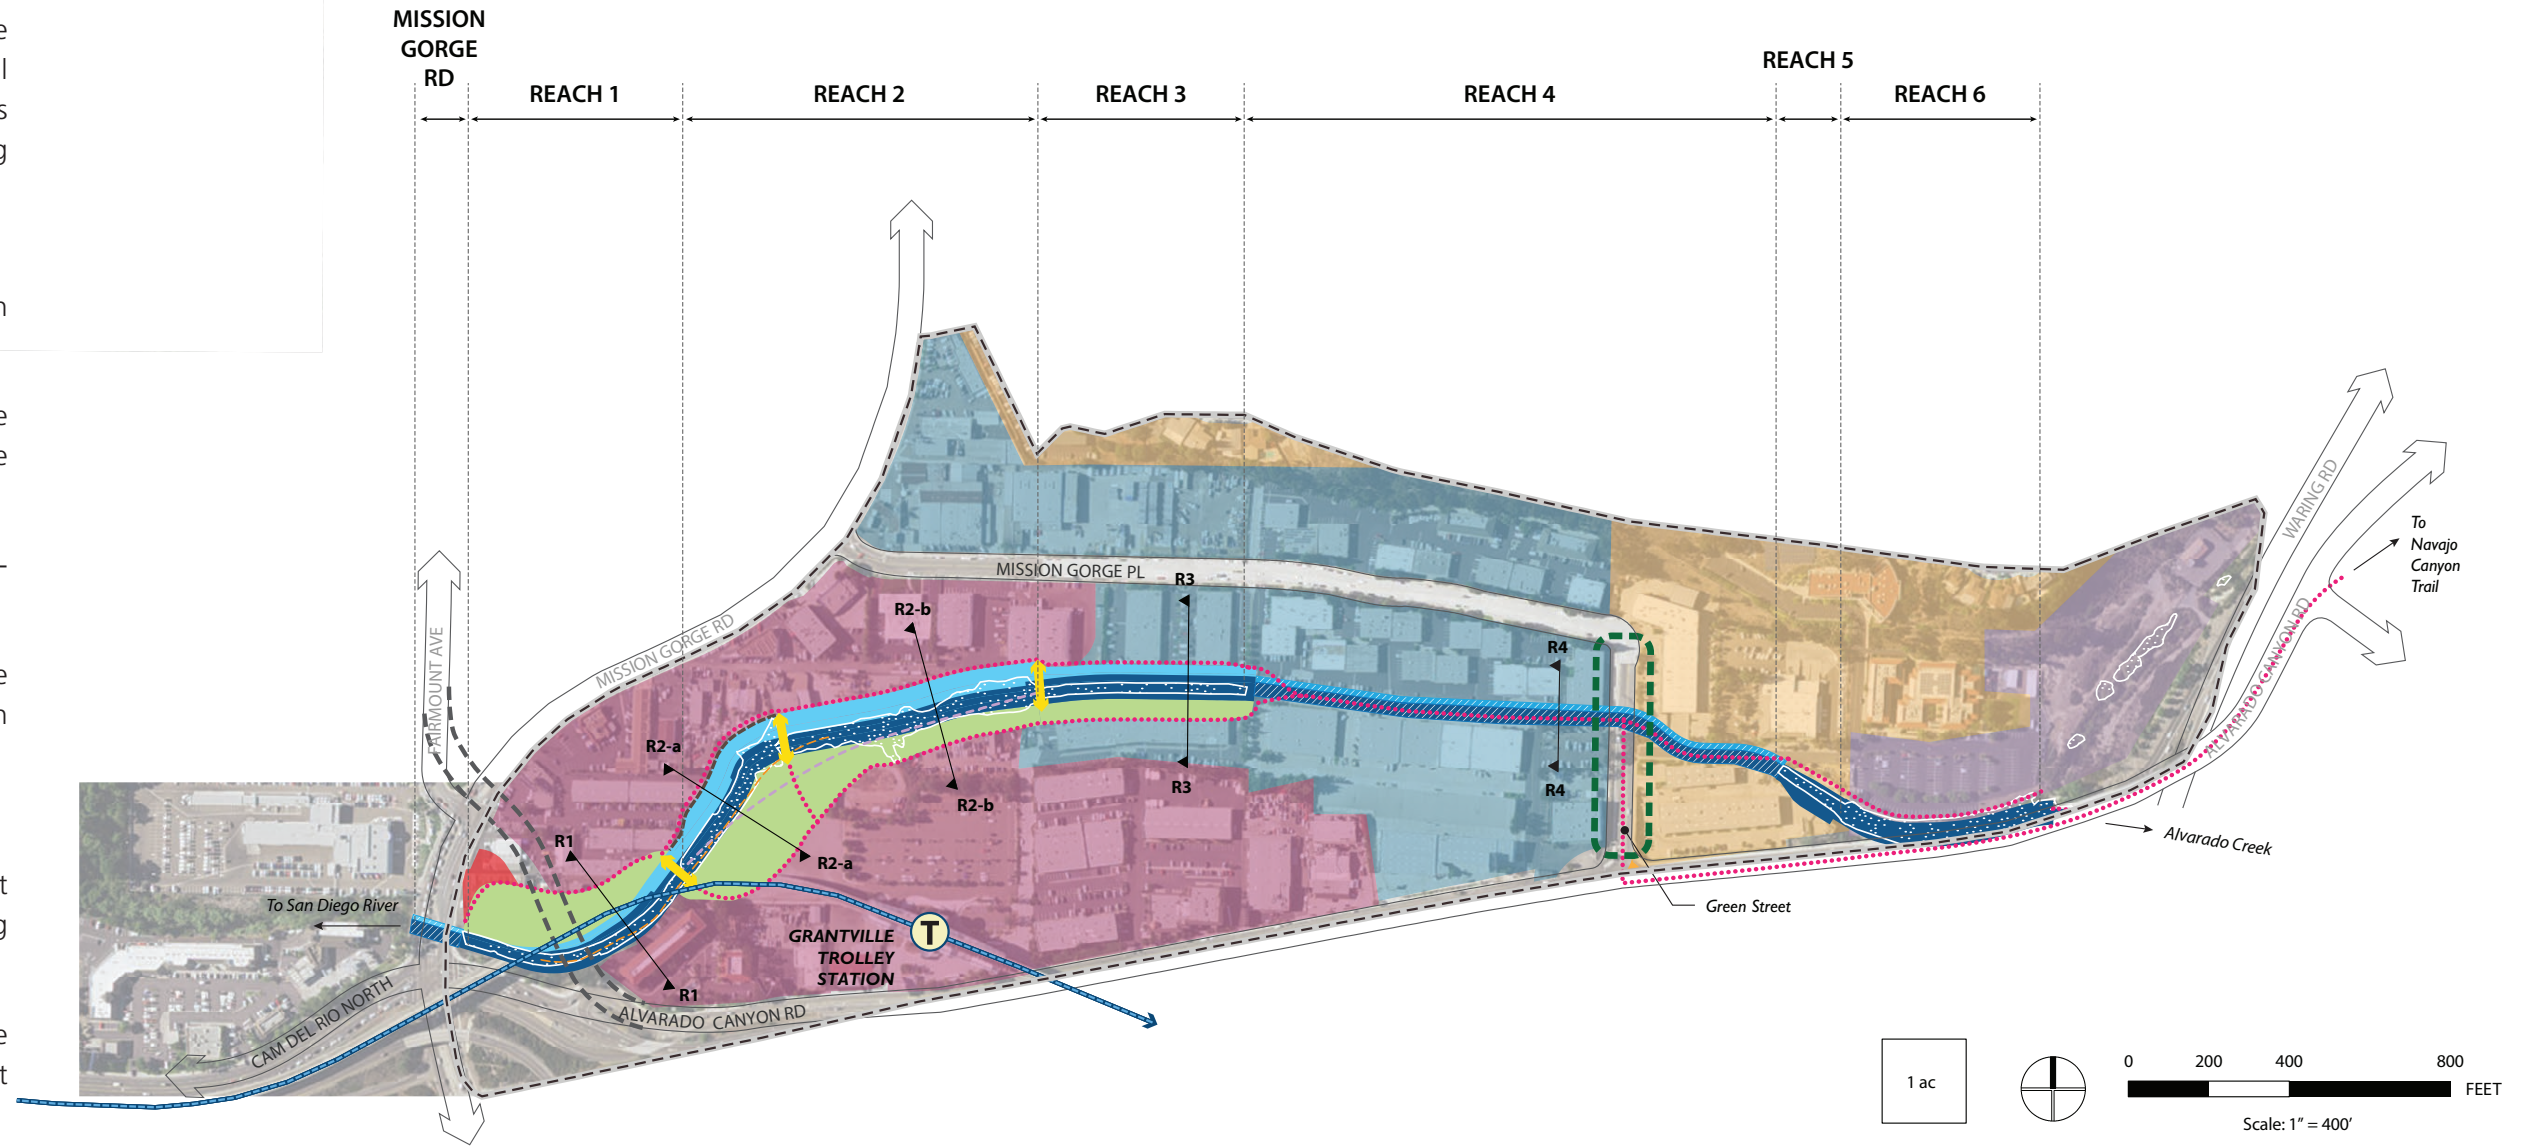 e
l
s
g
n
e
e
-
e
n
t
g
e
t
MISSION
GORGE
RD
REACH 1
REACH 2
REACH 3
REACH 4
REACH 5
REACH 6
MISSION GORGE PL
MISSION GORGE RD
FAIRMOUNT AVE
WARING RD
ALVARADO CANYON RD
To
Navajo
Canyon
Trail
R3
R2-b
R4
R2-a
R3
R4
R2-b
R1
R2-a
Alvarado Creek
To San Diego River
Green Street
GRANTVILLE
TROLLEY
STATION
T
R1
ALVARADO CANYON RD
CAM DEL RIO NORTH
1 ac
0 200 400 800
FEET
Scale: 1" = 400'